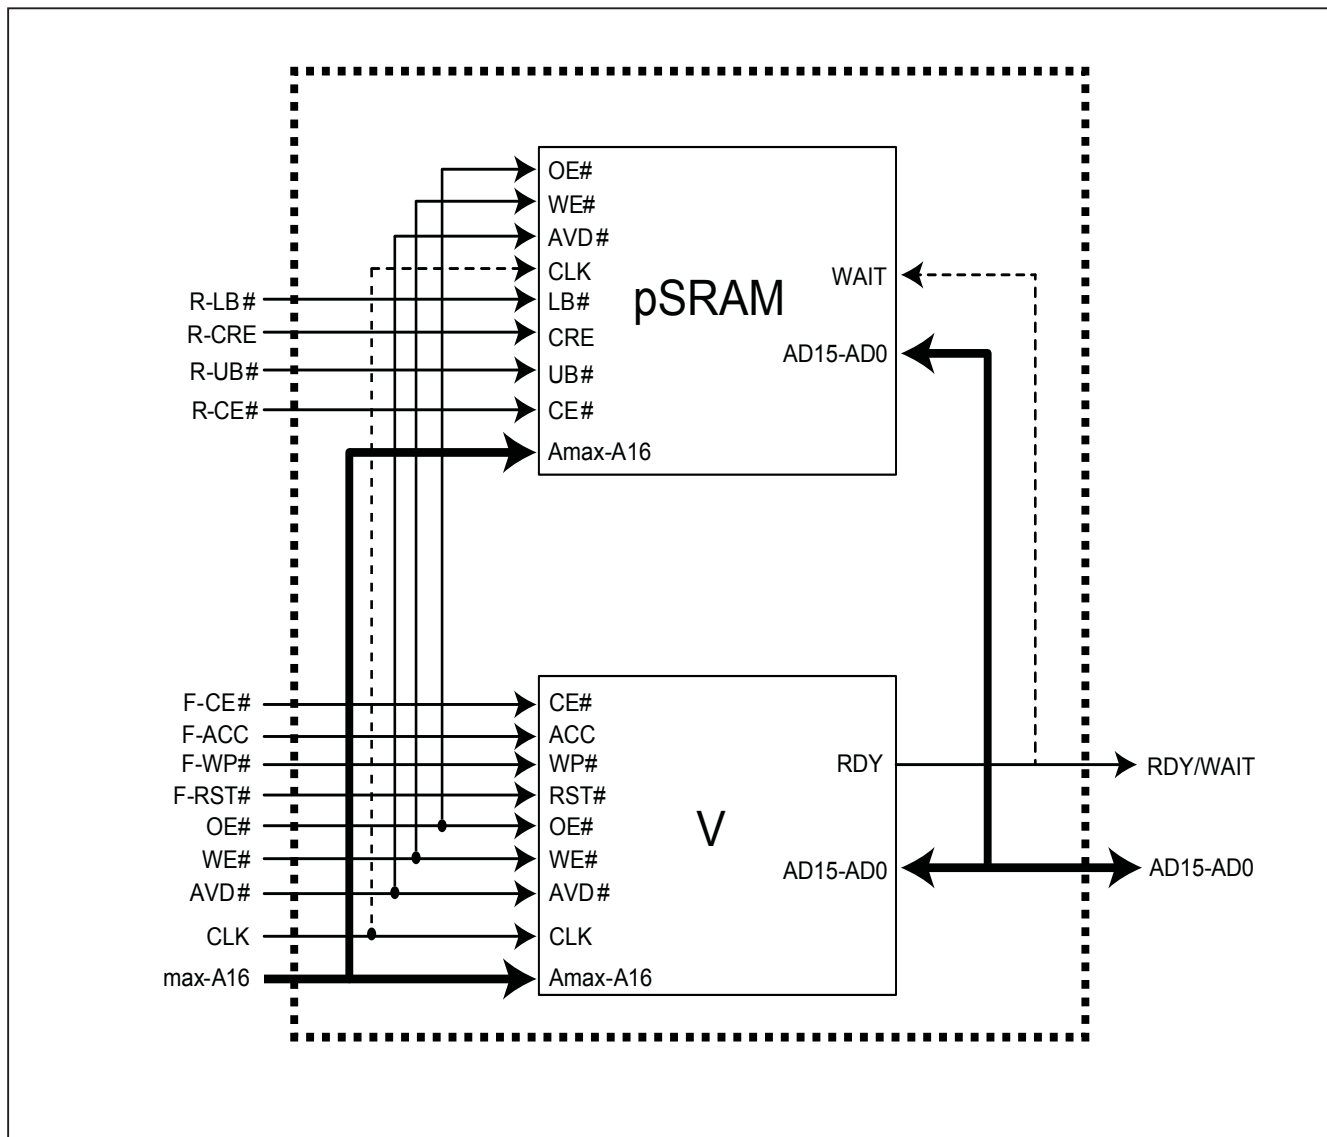 OE#
WE#
AVD#
CLK
WAIT
R-LB#
LB#
pSRAM
R-CRE
CRE
AD15-AD0
R-UB#
UB#
R-CE#
CE#
Amax-A16
F-CE#
CE#
F-ACC
ACC
F-WP#
WP#
RDY
RDY/WAIT
F-RST#
RST#
OE#
OE#
V
WE#
WE#
AD15-AD0
AD15-AD0
AVD#
AVD#
CLK
CLK
max-A16
Amax-A16